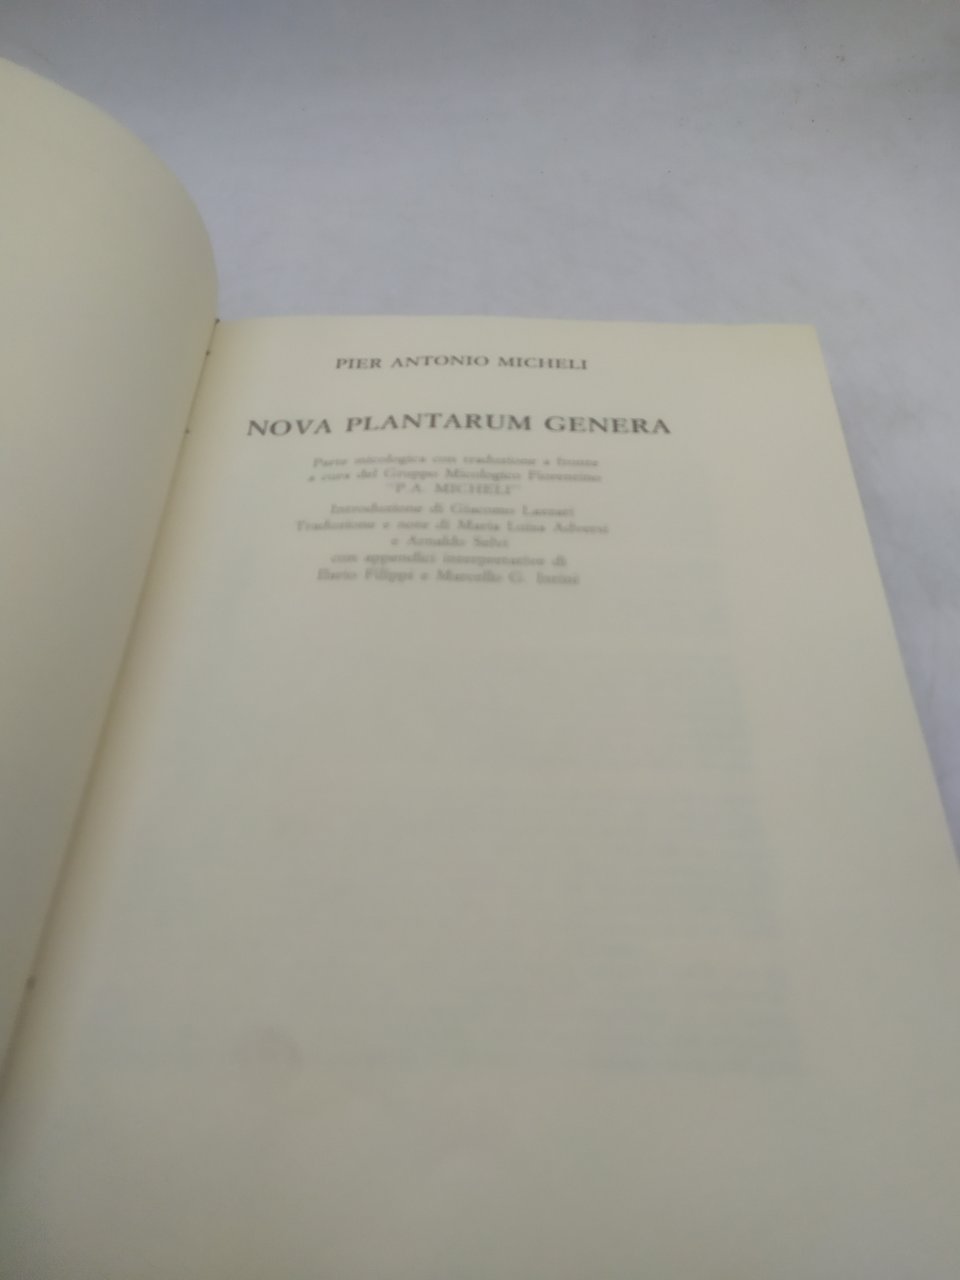 PIER ANTONIO MICHELI
NOVA PLANTARUM GENERA
Parte micologica con traduzione a fronte
a cura del Gruppo Micologico Fiorentino
"P.A. MICHELI"
Introduzione di Giacomo Lazzari
Traduzione e note di Maria Luisa
e Arnaldo
con appendici interpretative di
Ilario Filippi e Marcello G.